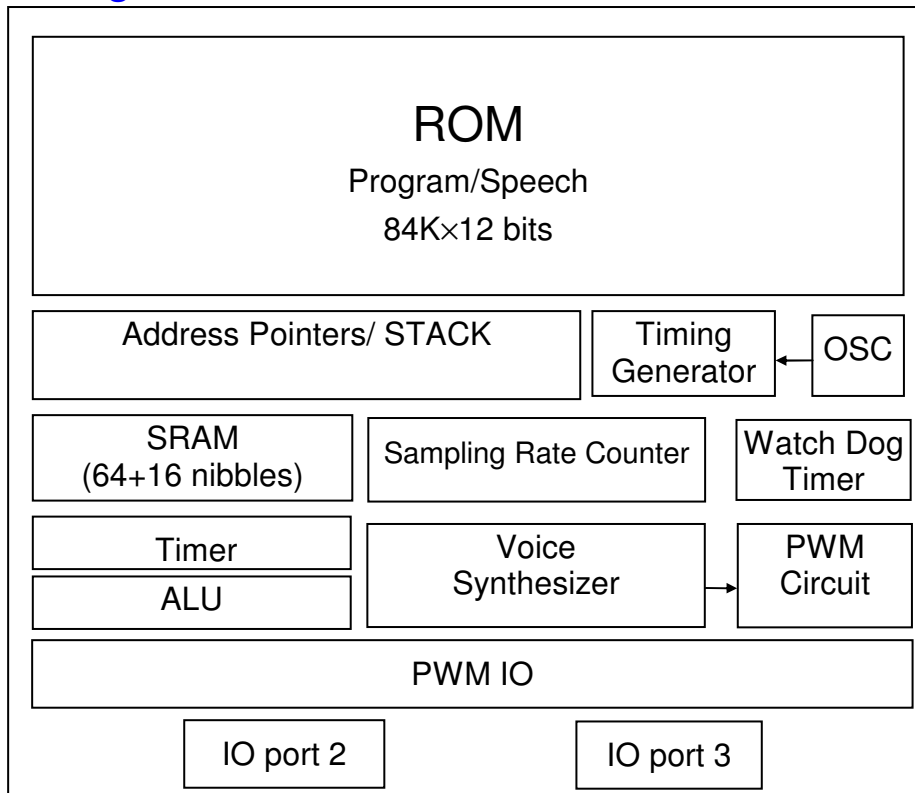 ROM
Program/Speech
84K×12 bits
Address Pointers/ STACK
Timing
Generator
OSC
SRAM
(64+16 nibbles)
Sampling Rate Counter
Watch Dog
Timer
Timer
ALU
Voice
Synthesizer
PWM
Circuit
PWM IO
IO port 2
IO port 3